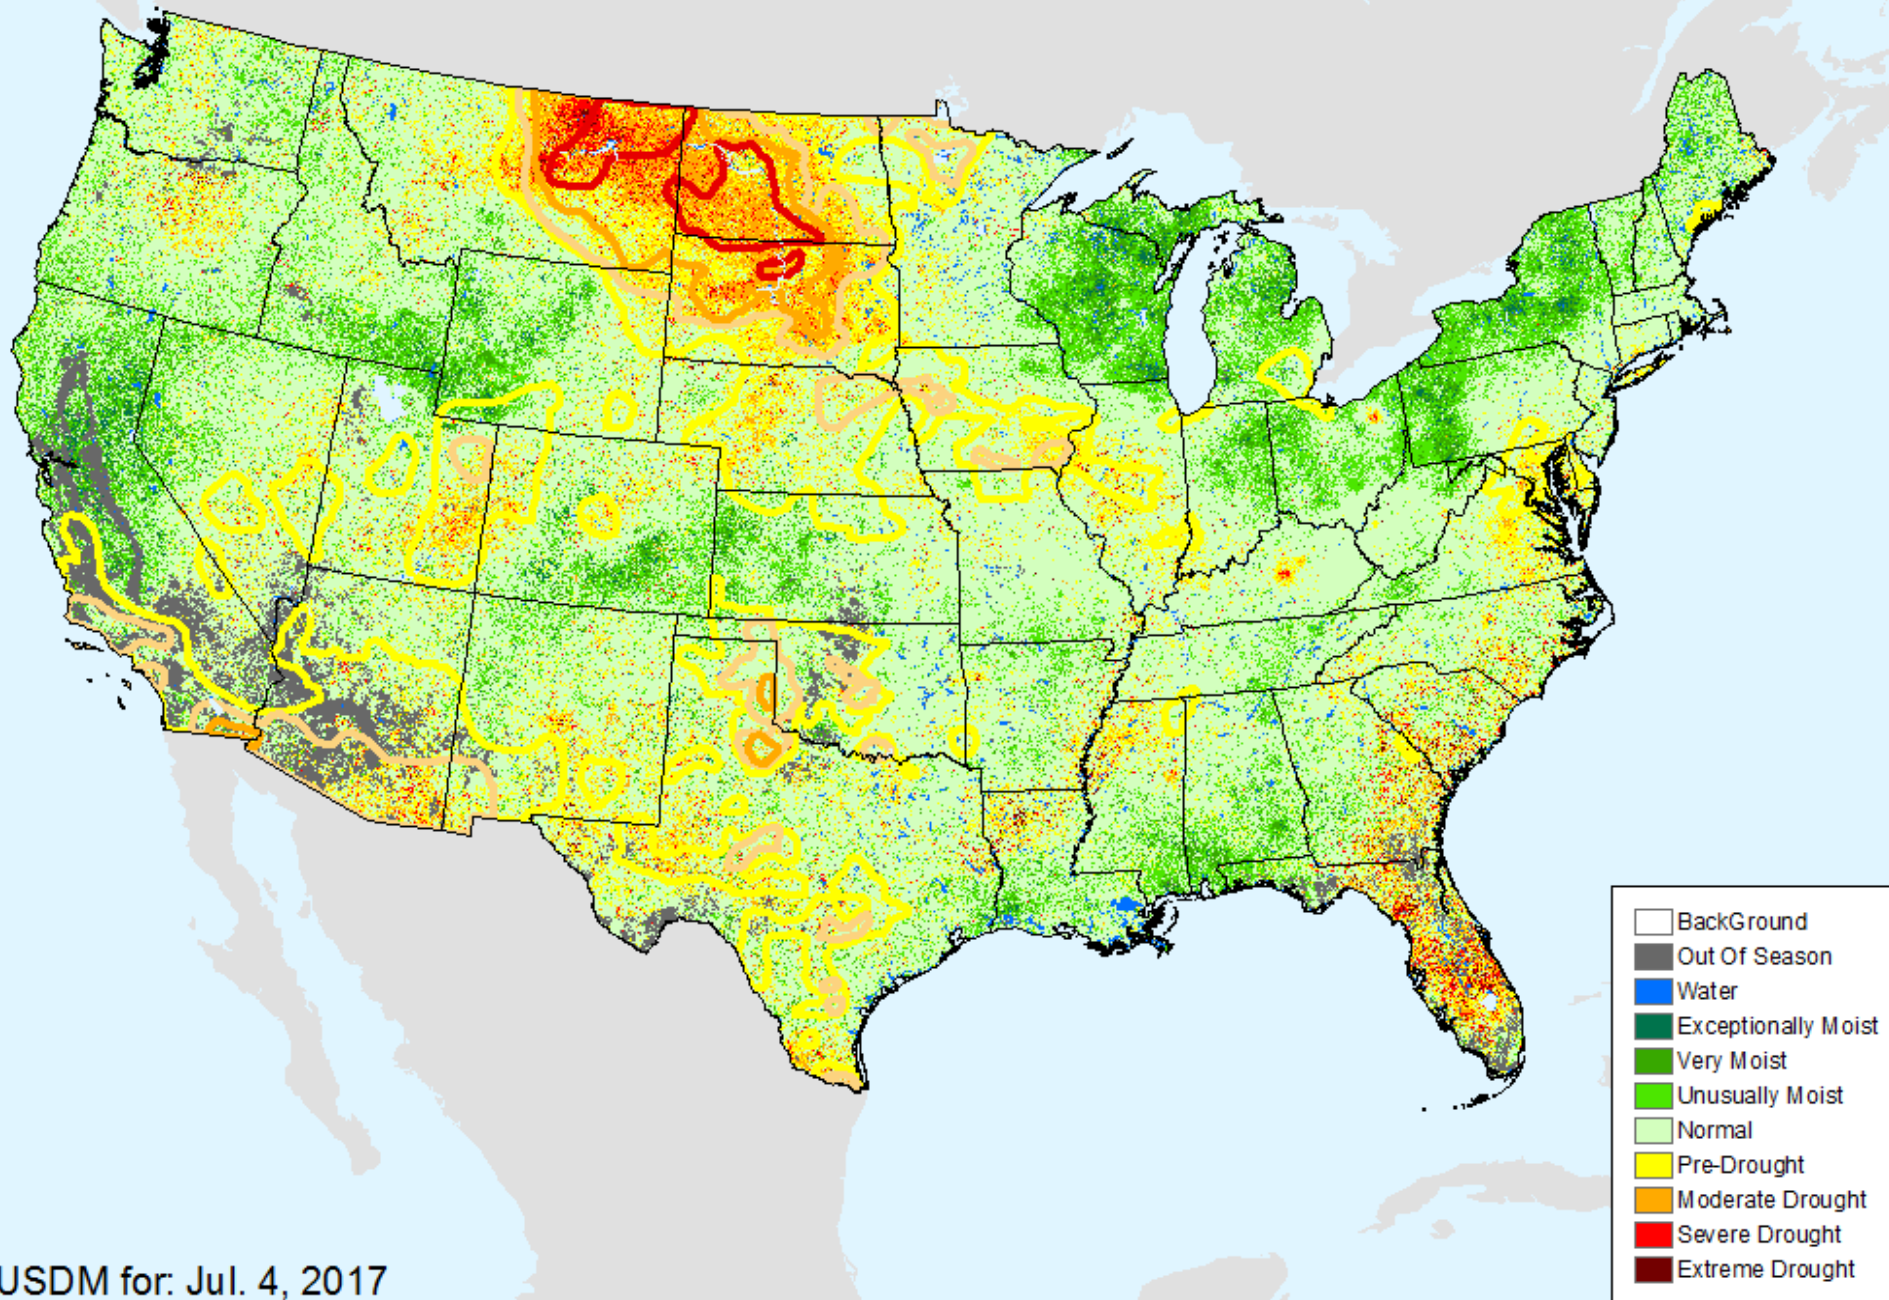 BackGround
Out Of Season
Water
Exceptionally Moist
Very Moist
Unusually Moist
Normal
Pre-Drought
Moderate Drought
Severe Drought
Extreme Drought
USDM for: Jul. 4, 2017